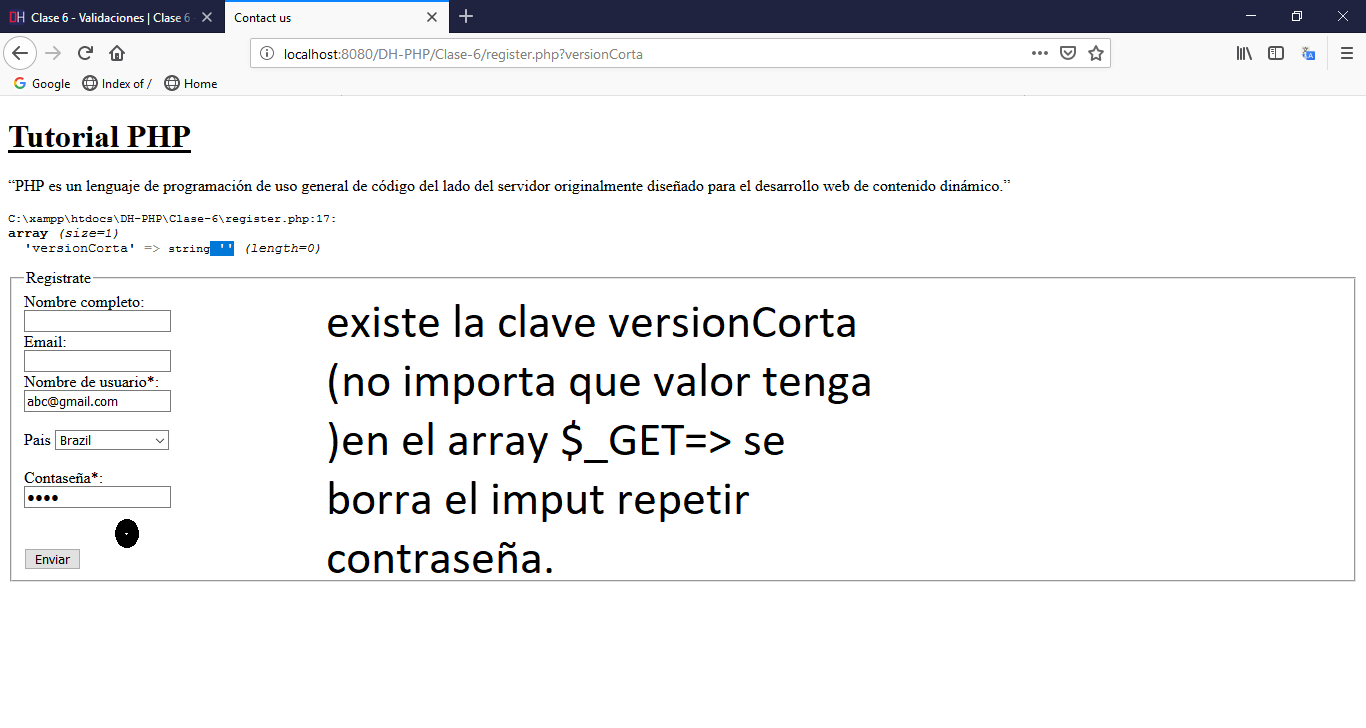 DH Clase 6 - Validaciones | Clase 6
Contact us
localhost:8080/DH-PHP/Clase-6/register.php?versionCorta
Google
Index of /
Home
Tutorial PHP
“PHP es un lenguaje de programación de uso general de código del lado del servidor originalmente diseñado para el desarrollo web de contenido dinámico.”
C:\xampp\htdocs\DH-PHP\Clase-6\register.php:17:
array (size=1)
'versionCorta' => string '' (length=0)
Registrate
Nombre completo:
Email:
Nombre de usuario*:
abc@gmail.com
Pais Brazil
Contaseña*:
••••
Enviar
existe la clave versionCorta
(no importa que valor tenga
)en el array $_GET=> se
borra el imput repetir
contraseña.